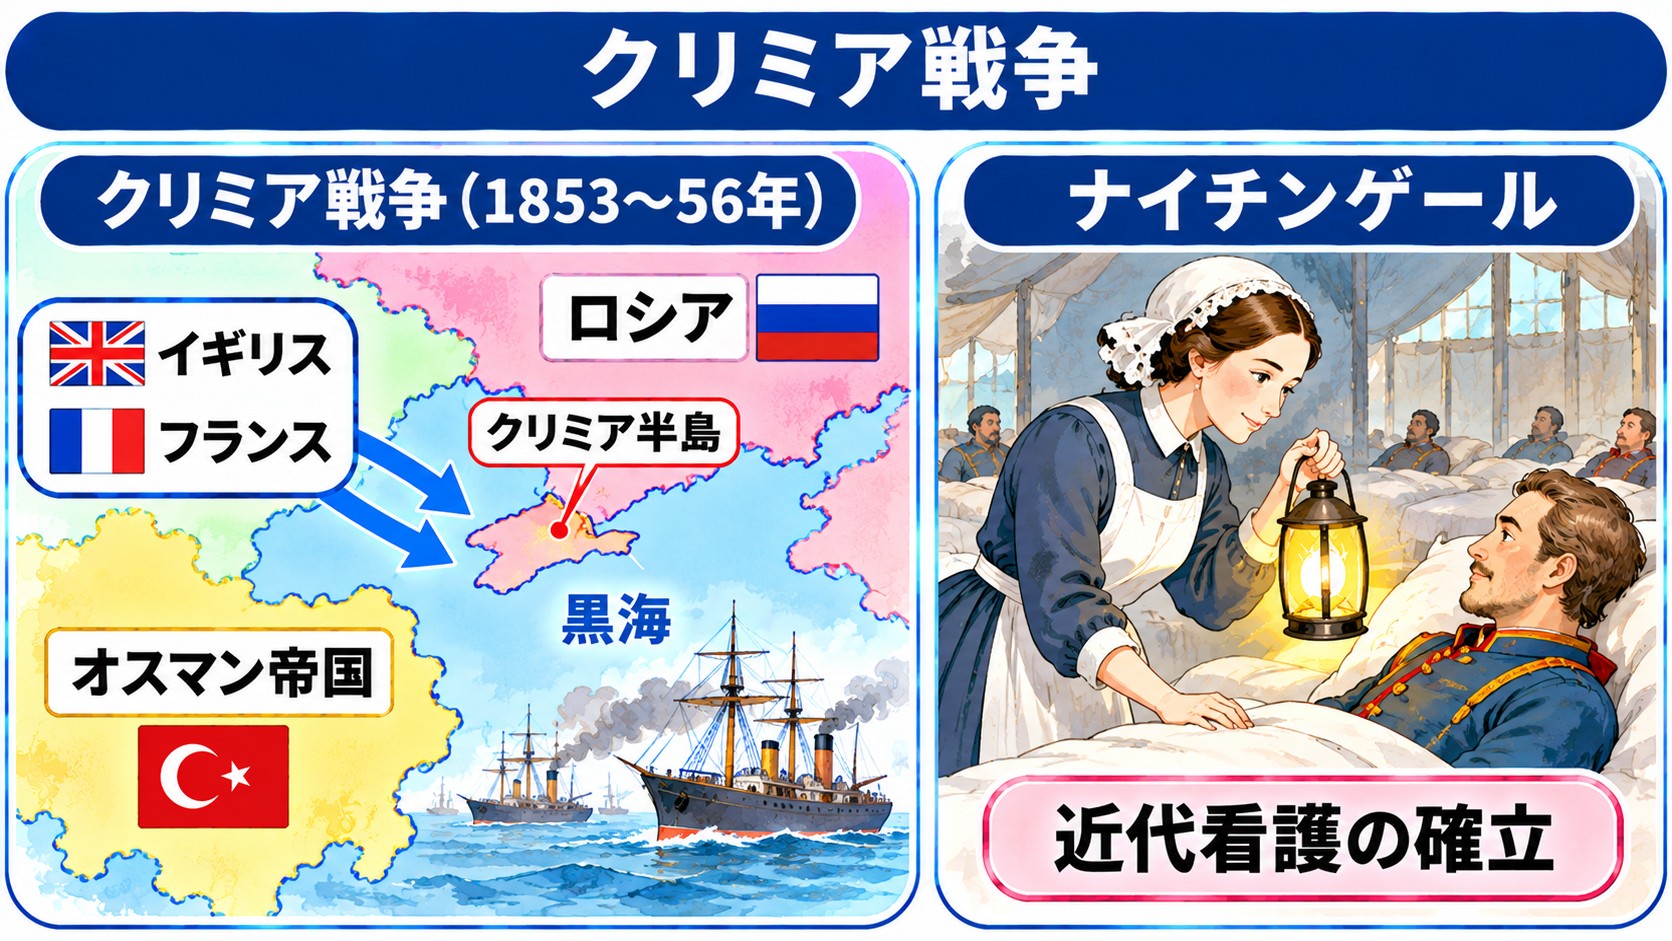 クリミア戦争
クリミア戦争(1853～56年)
イギリス
フランス
ロシア
クリミア半島
黒海
オスマン帝国
ナイチンゲール
近代看護の確立